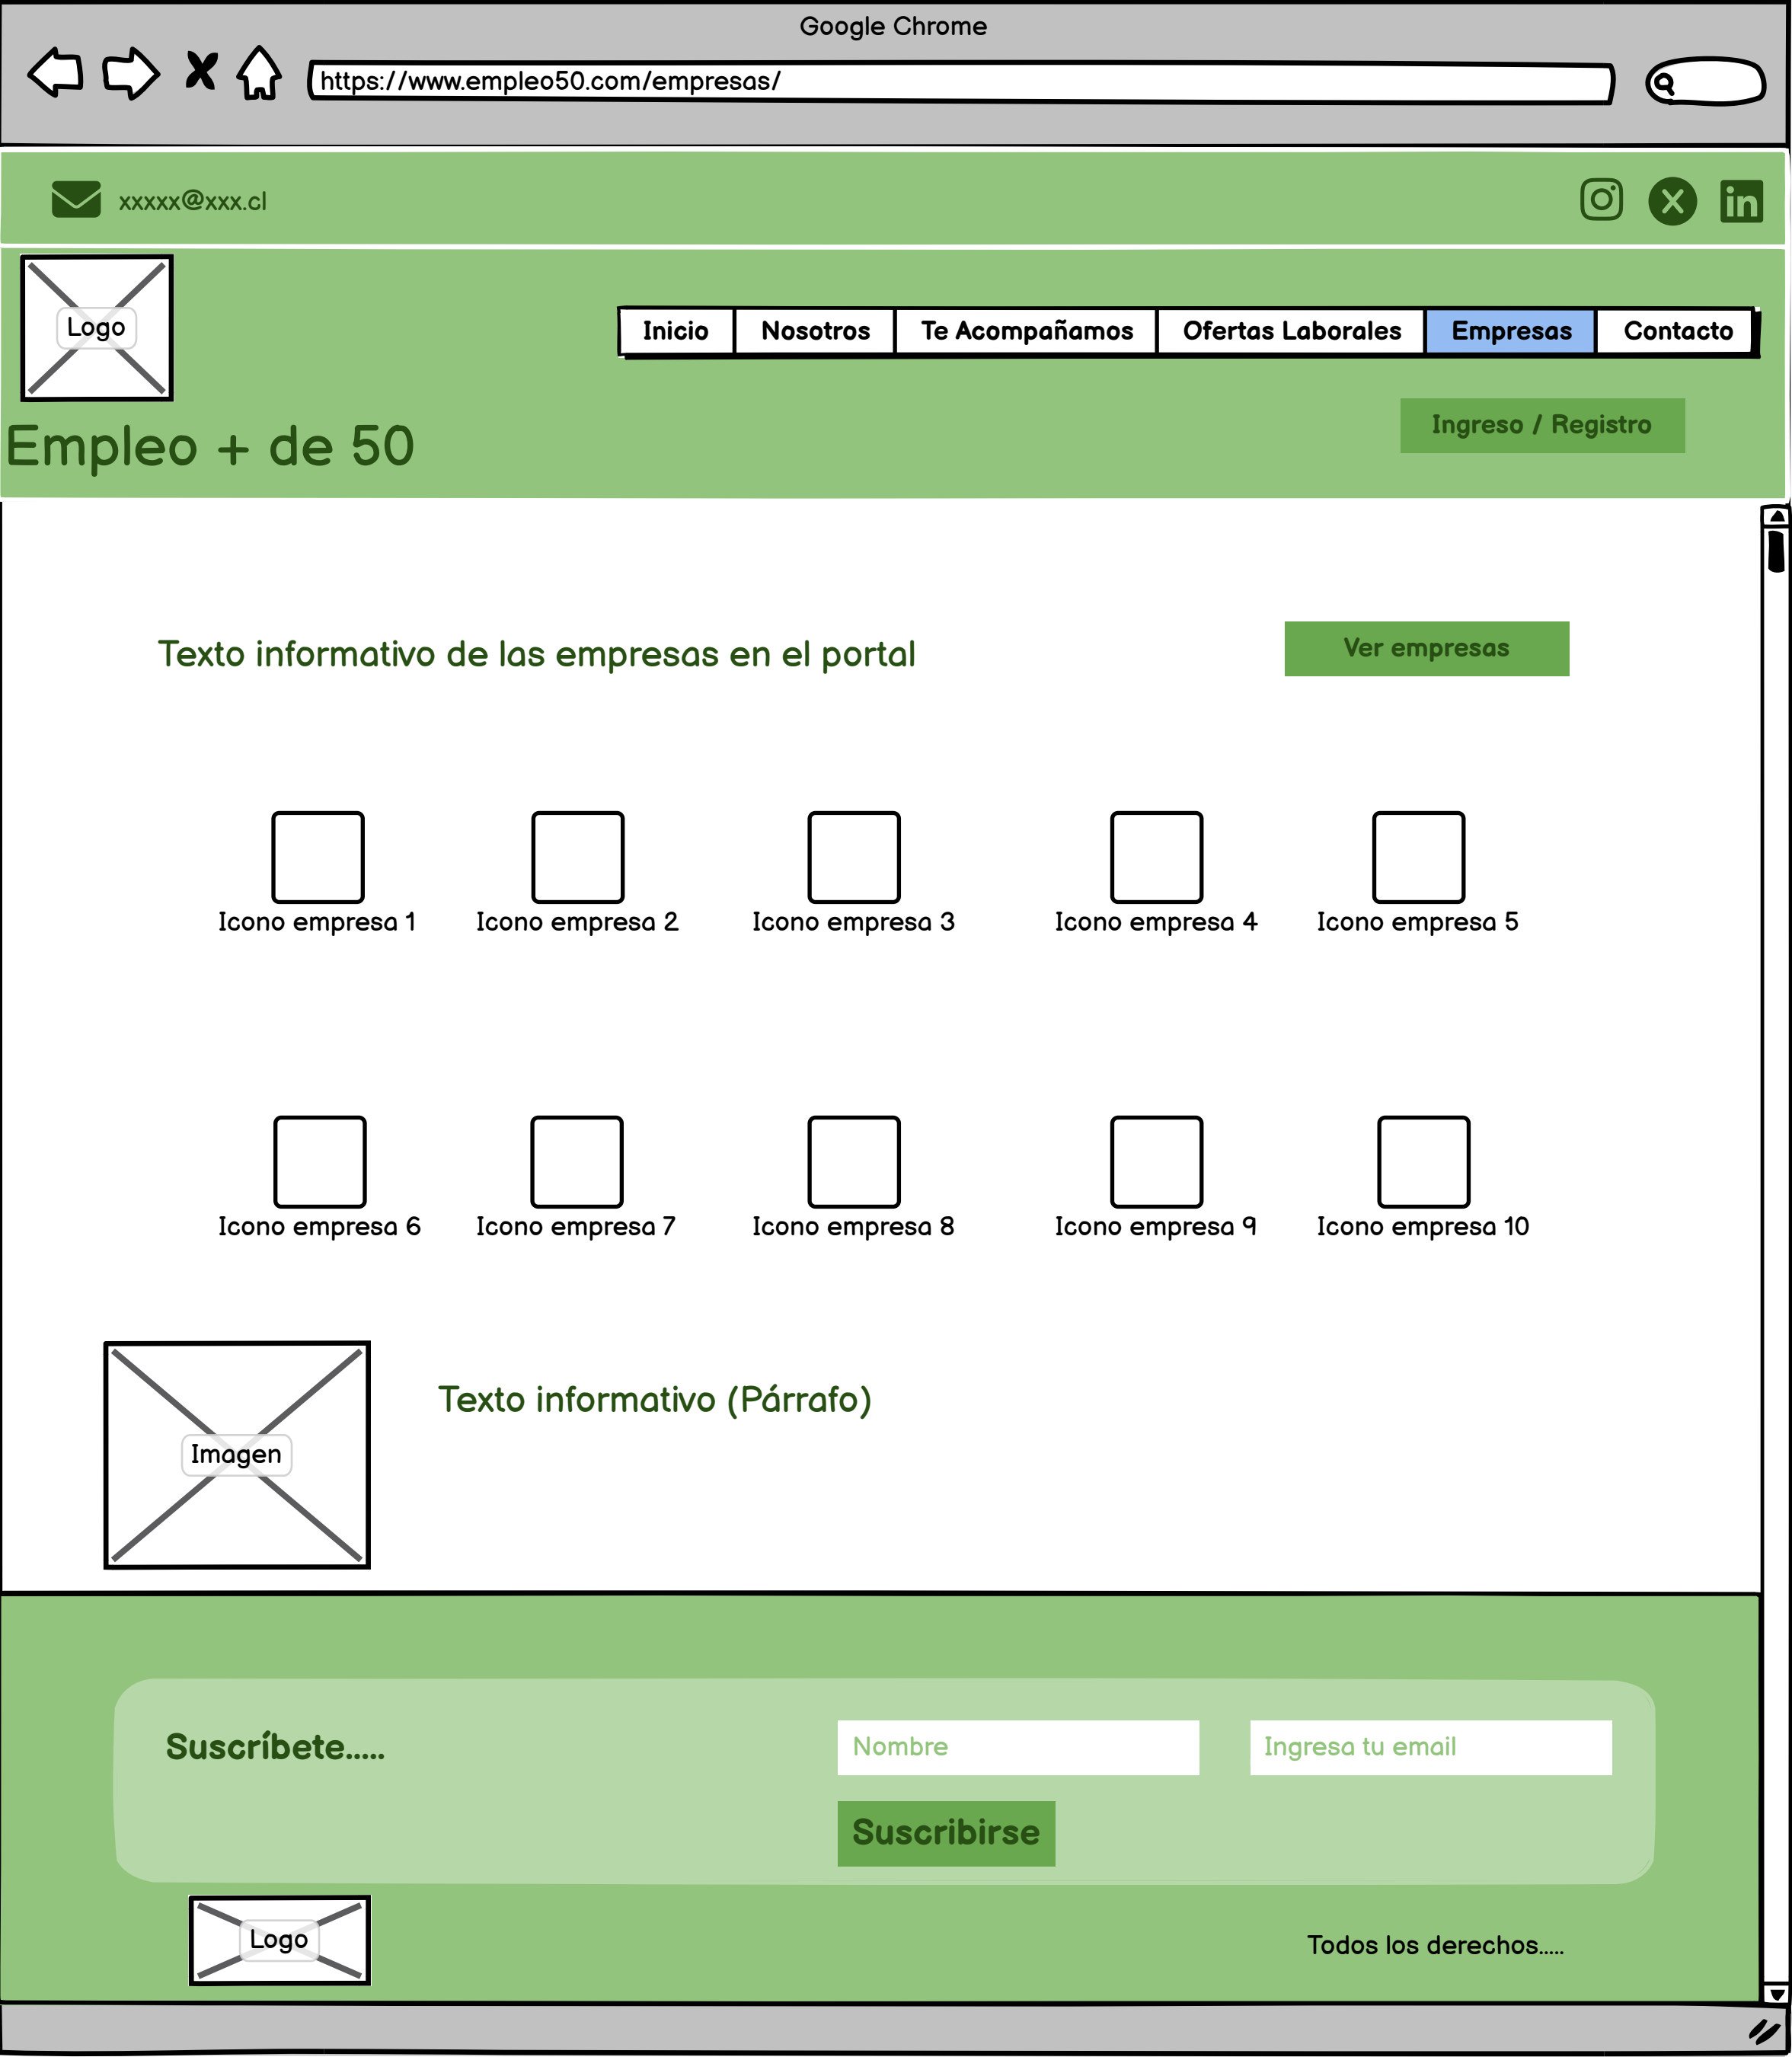 Google Chrome
https://www.empleo50.com/empresas/
xxxxx@xxx.cl
Logo
Inicio Nosotros Te Acompañamos Ofertas Laborales Empresas Contacto
Ingreso / Registro
Empleo + de 50
Texto informativo de las empresas en el portal
Ver empresas
Icono empresa 1 Icono empresa 2 Icono empresa 3 Icono empresa 4 Icono empresa 5
Icono empresa 6 Icono empresa 7 Icono empresa 8 Icono empresa 9 Icono empresa 10
Texto informativo (Párrafo)
Imagen
Suscríbete.....
Nombre
Ingresa tu email
Suscribirse
Logo
Todos los derechos.....